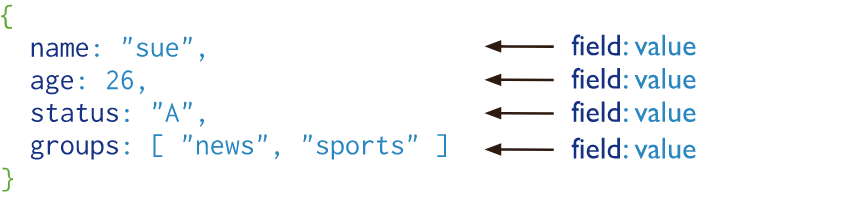 {
name: "sue", field: value
age: 26, field: value
status: "A", field: value
groups: [ "news", "sports" ] field: value
}